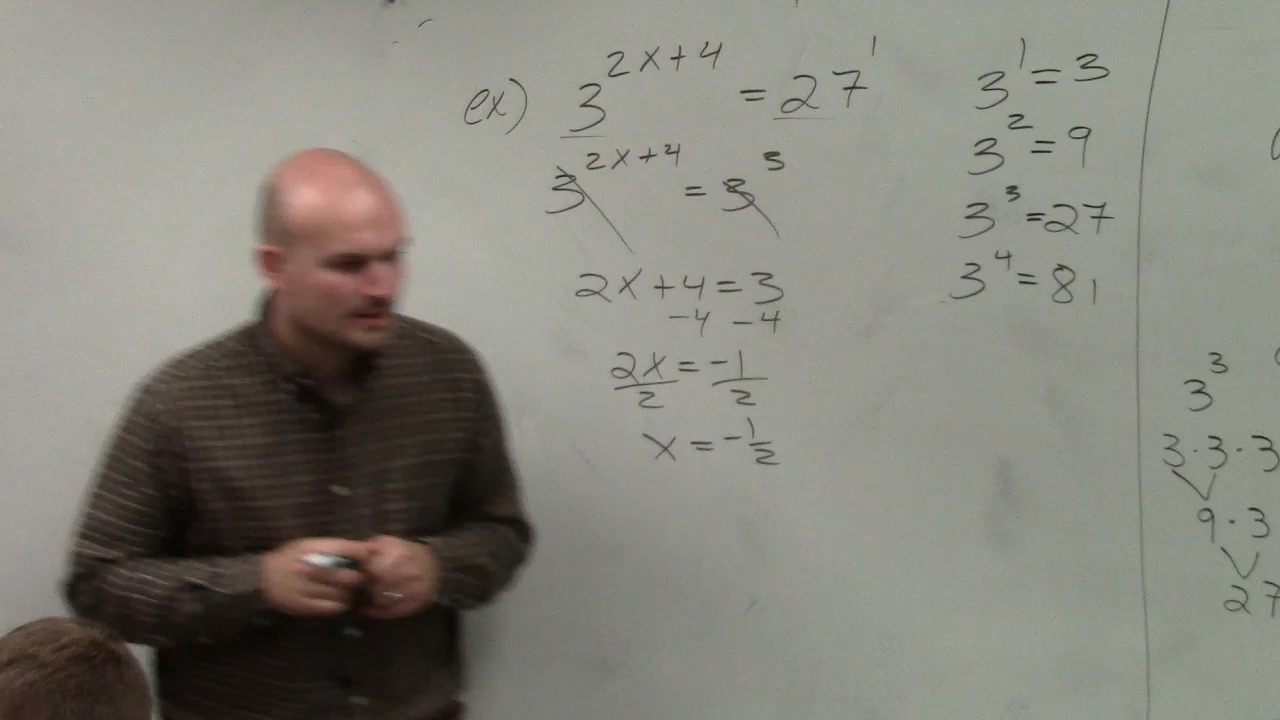 ex) 3^{2x+4} = 27^1
3^{2x+4} = 3^3
2x+4=3
-4 -4
2x = -1
2 2
x = -1/2
3^1 = 3
3^2 = 9
3^3 = 27
3^4 = 81
3^3
3·3·3
9·3
27